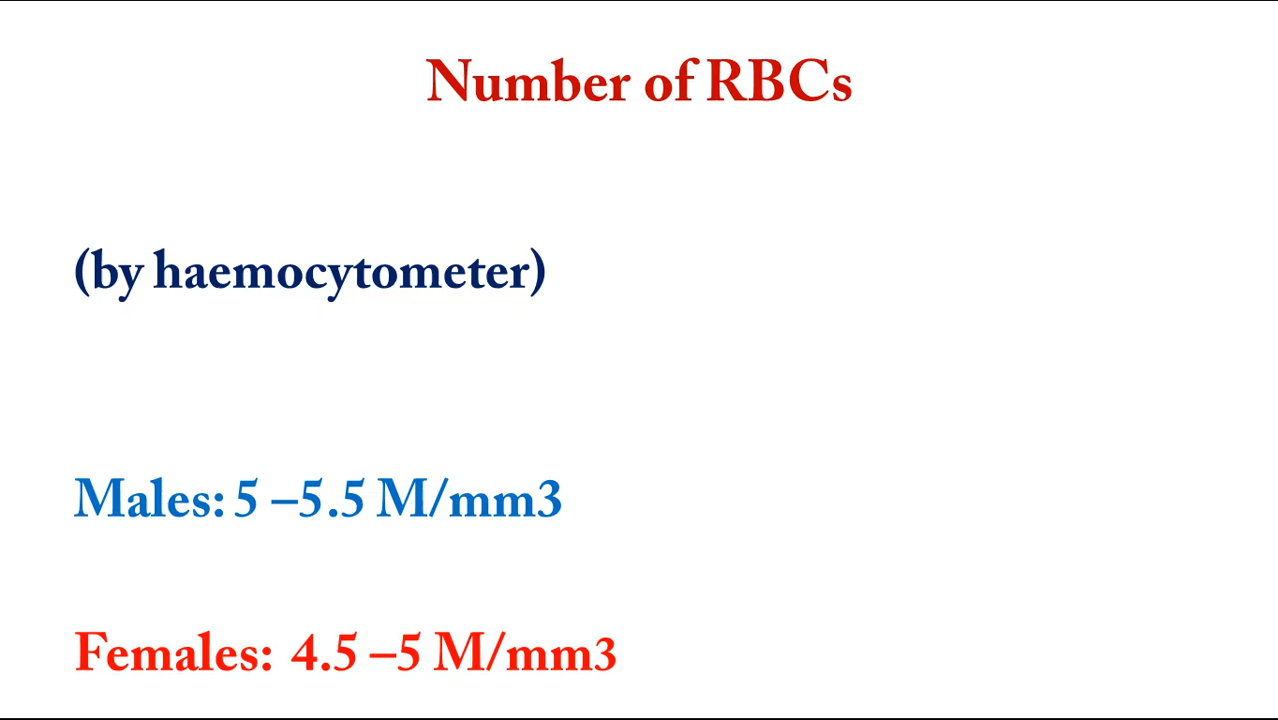 Number of RBCs
(by haemocytometer)
Males: 5 –5.5 M/mm3
Females: 4.5 –5 M/mm3